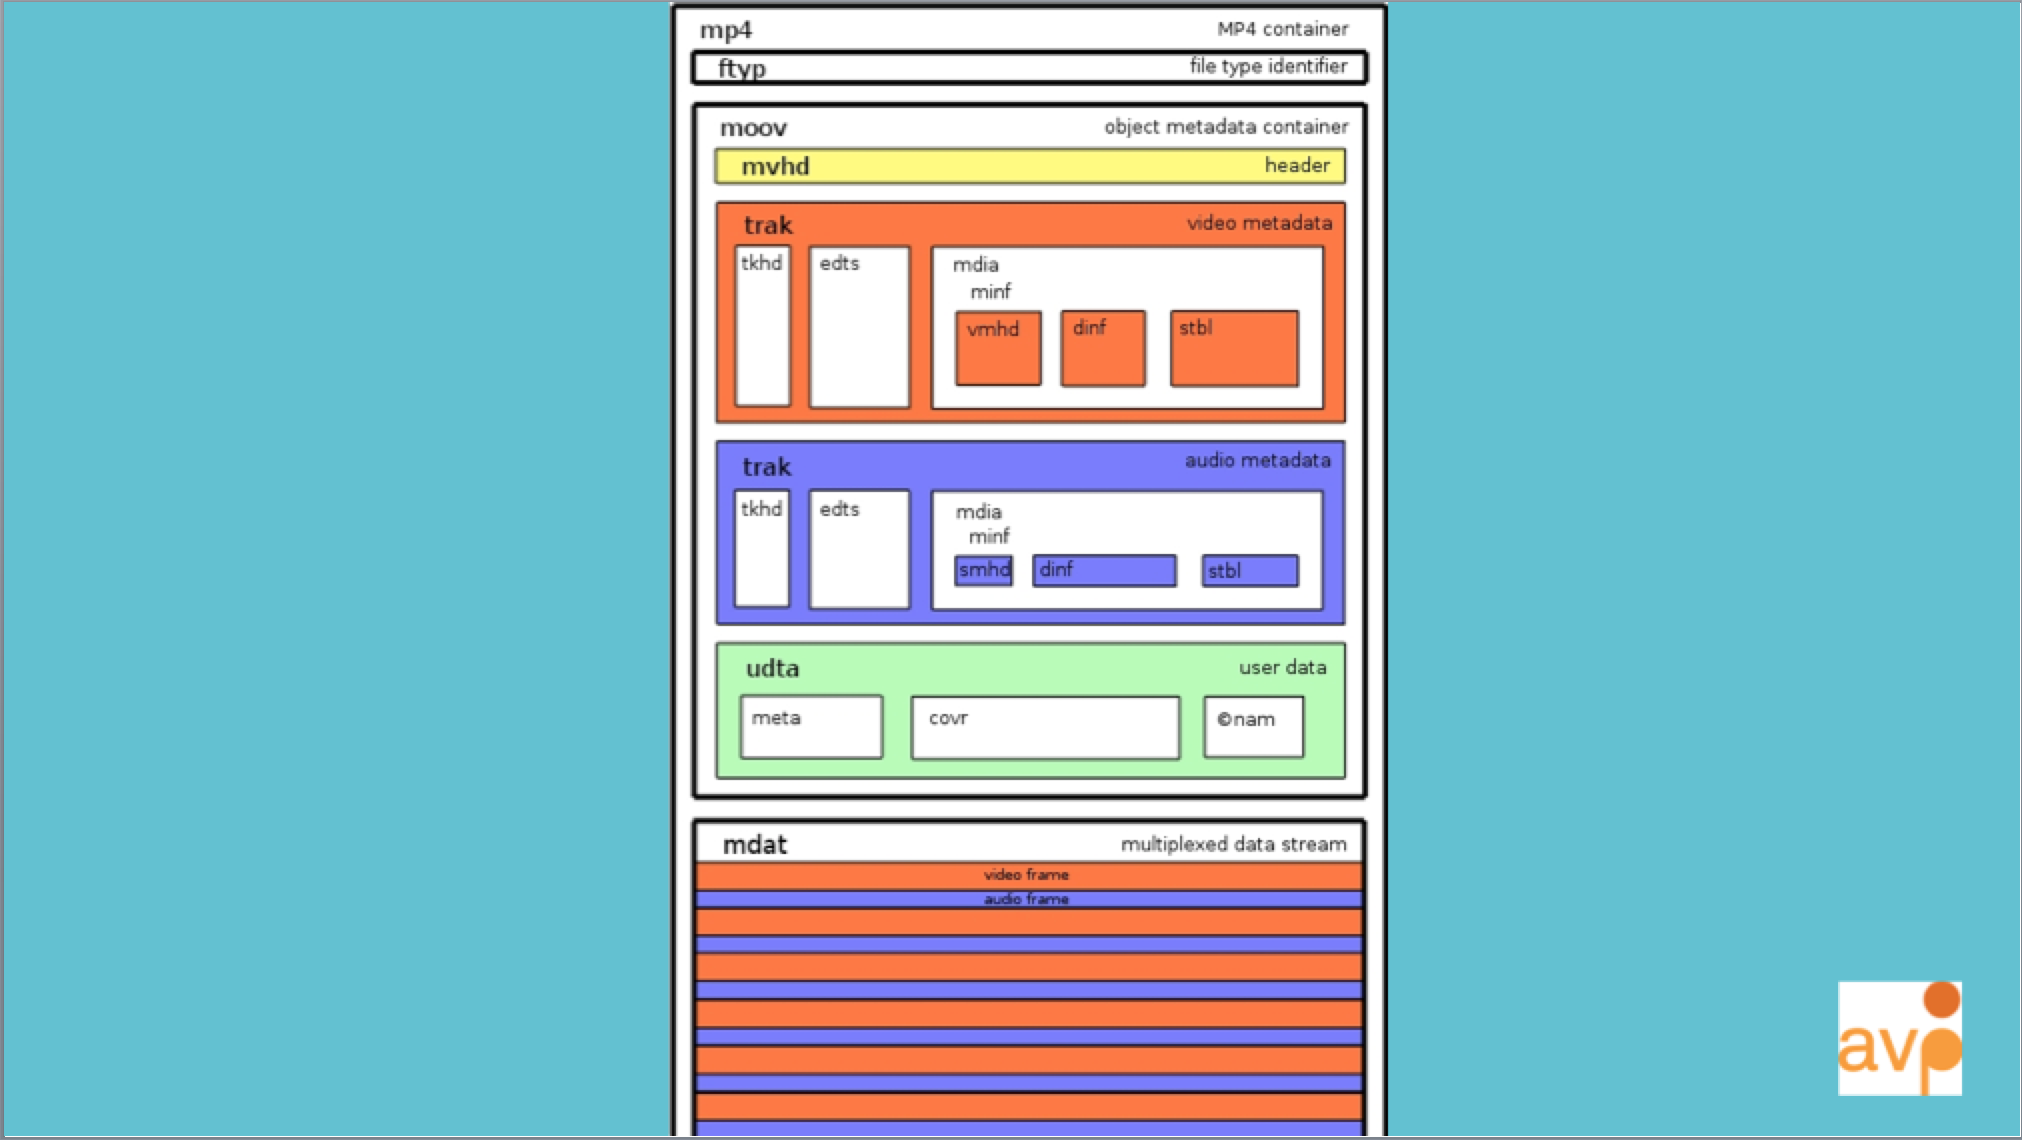 mp4 MP4 container
ftyp file type identifier
moov object metadata container
mvhd header
trak video metadata
tkhd edts mdia
minf
vmhd dinf stbl
trak audio metadata
tkhd edts mdia
minf
smhd dinf stbl
udta user data
meta covr ©nam
mdat multiplexed data stream
video frame
audio frame
avp